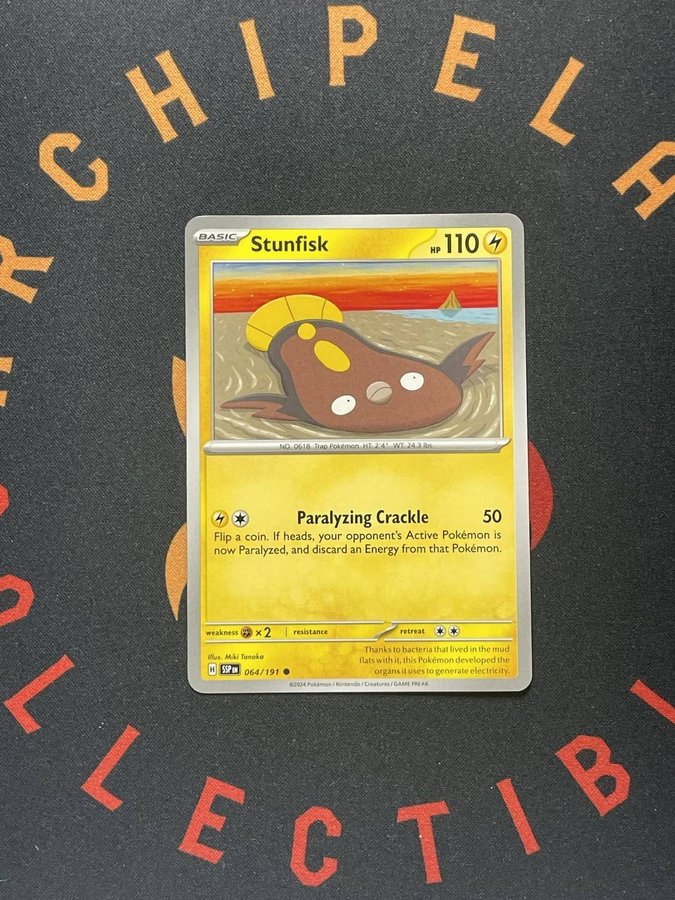 ARCHIPELA
COLLECTIBL
BASIC
Stunfisk
HP 110
NO. 0618 Trap Pokémon HT: 2'4" WT: 24.3 lbs
Paralyzing Crackle 50
Flip a coin. If heads, your opponent's Active Pokémon is
now Paralyzed, and discard an Energy from that Pokémon.
weakness ×2 resistance retreat
Illus. Miki Tanaka
H SSP EN 064/191
Thanks to bacteria that lived in the mud
flats with it, this Pokémon developed the
organs it uses to generate electricity.
©2024 Pokémon / Nintendo / Creatures / GAME FREAK